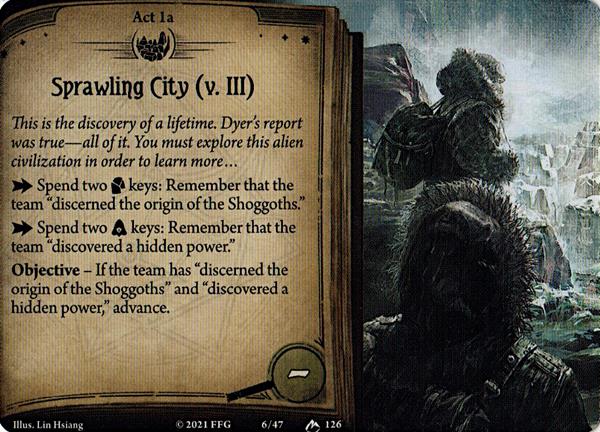 Act 1a
Sprawling City (v. III)
This is the discovery of a lifetime. Dyer's report
was true—all of it. You must explore this alien
civilization in order to learn more…
Spend two keys: Remember that the
team “discerned the origin of the Shoggoths.”
Spend two keys: Remember that the
team “discovered a hidden power.”
Objective – If the team has “discerned the
origin of the Shoggoths” and “discovered a
hidden power,” advance.
–
Illus. Lin Hsiang
© 2021 FFG
6/47
126